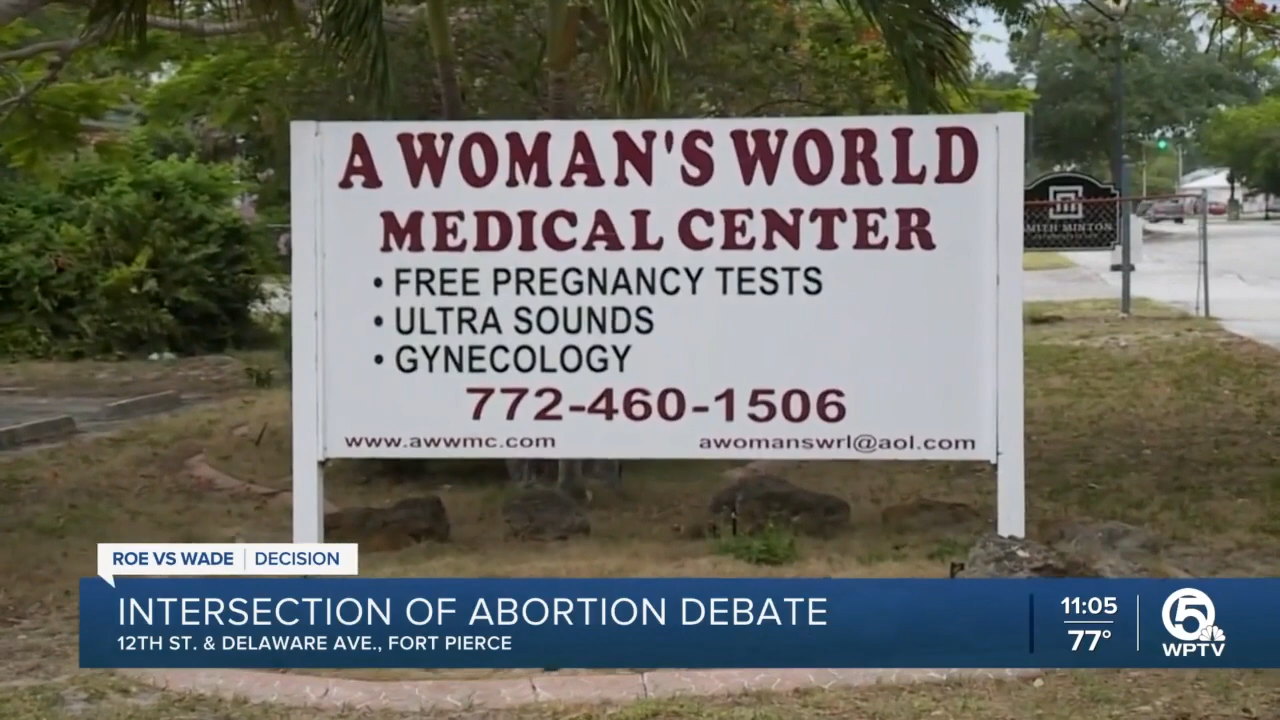 A WOMAN'S WORLD
MEDICAL CENTER
• FREE PREGNANCY TESTS
• ULTRA SOUNDS
• GYNECOLOGY
772-460-1506
www.awwmc.com awomanswrl@aol.com
MINTON
ROE VS WADE | DECISION
INTERSECTION OF ABORTION DEBATE
12TH ST. & DELAWARE AVE., FORT PIERCE
11:05
77°
5
WPTV